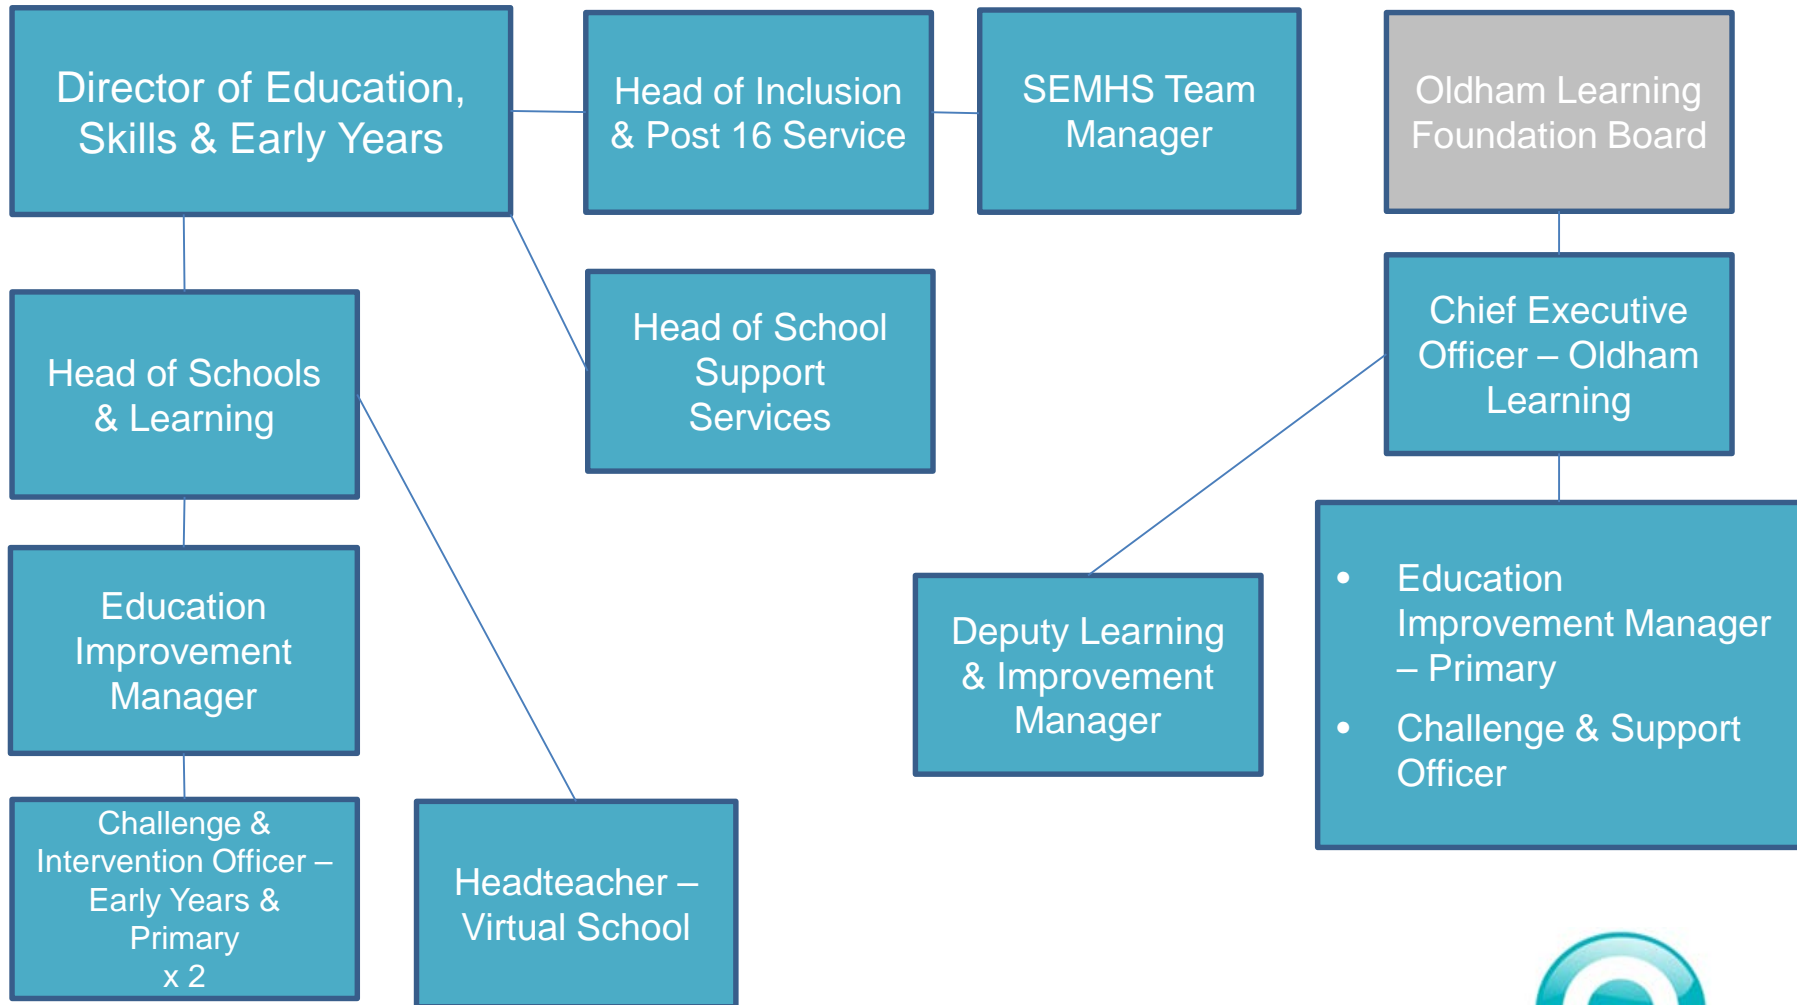 Director of Education,
Skills & Early Years
Head of Inclusion
& Post 16 Service
SEMHS Team
Manager
Oldham Learning
Foundation Board
Head of Schools
& Learning
Head of School
Support
Services
Chief Executive
Officer – Oldham
Learning
Education
Improvement
Manager
Deputy Learning
& Improvement
Manager
• Education
Improvement Manager
– Primary
• Challenge & Support
Officer
Challenge &
Intervention Officer –
Early Years &
Primary
x 2
Headteacher –
Virtual School